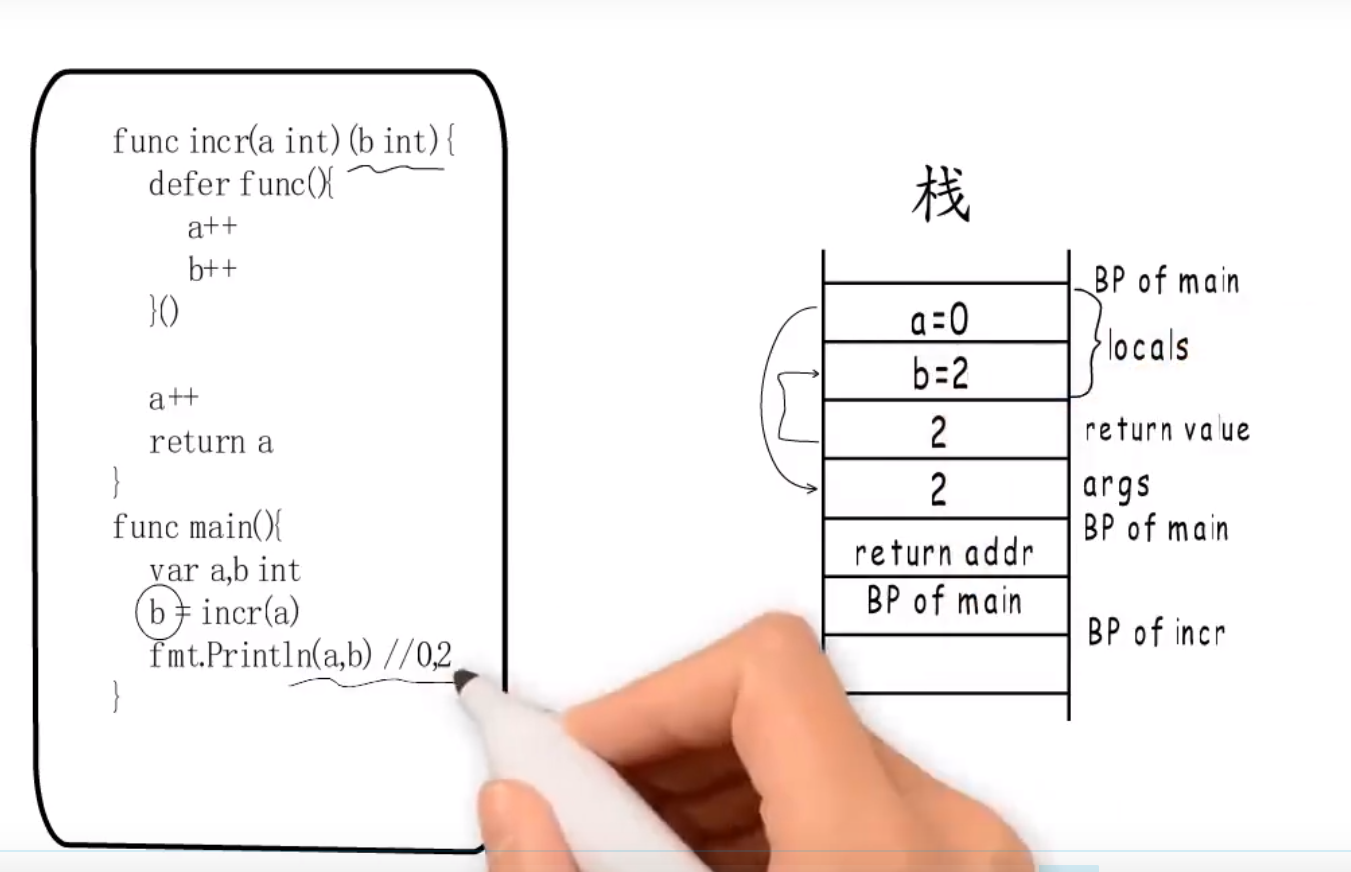 func incr(a int)(b int){
defer func(){
a++
b++
}()
a++
return a
}
func main(){
var a,b int
b = incr(a)
fmt.Println(a,b) //0,2
}
栈
BP of main
a=0
locals
b=2
2
return value
2
args
BP of main
return addr
BP of main
BP of incr